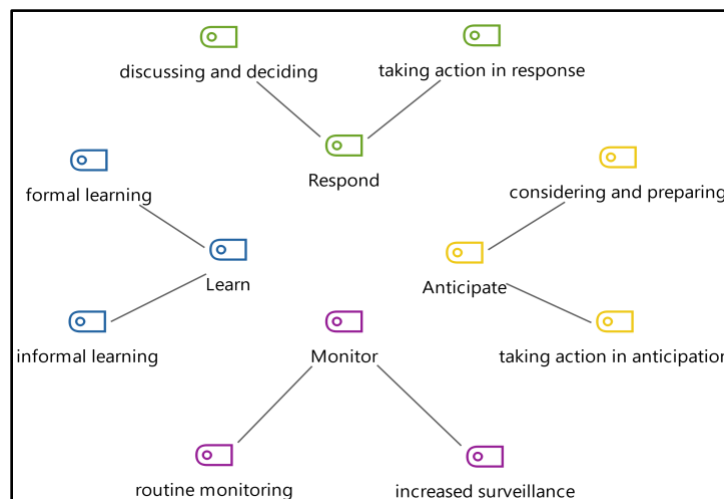 discussing and deciding
taking action in response
Respond
formal learning
considering and preparing
Learn
Anticipate
informal learning
Monitor
taking action in anticipation
routine monitoring
increased surveillance